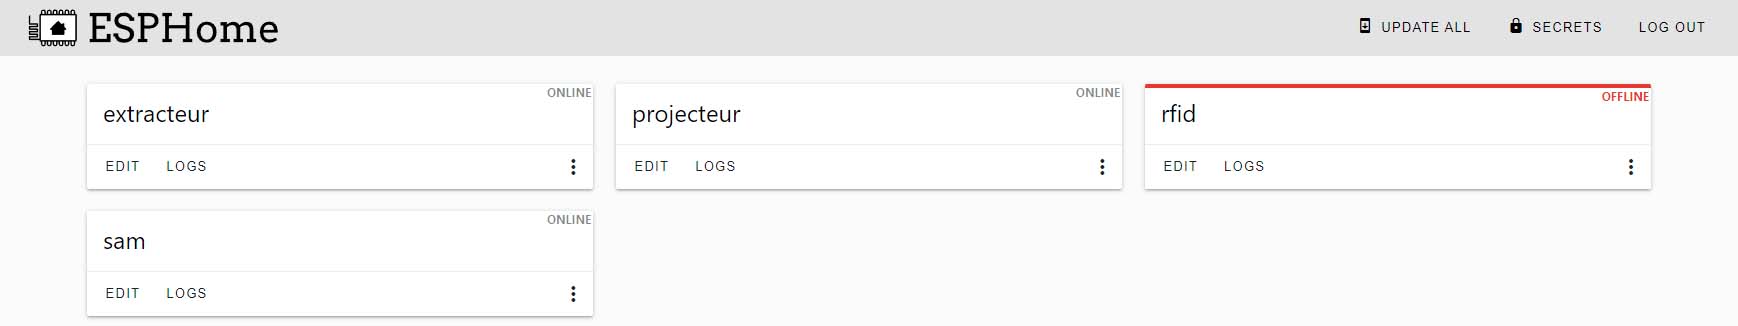 ESPHome UPDATE ALL SECRETS LOG OUT
ONLINE
extracteur
EDIT LOGS
ONLINE
projecteur
EDIT LOGS
OFFLINE
rfid
EDIT LOGS
ONLINE
sam
EDIT LOGS